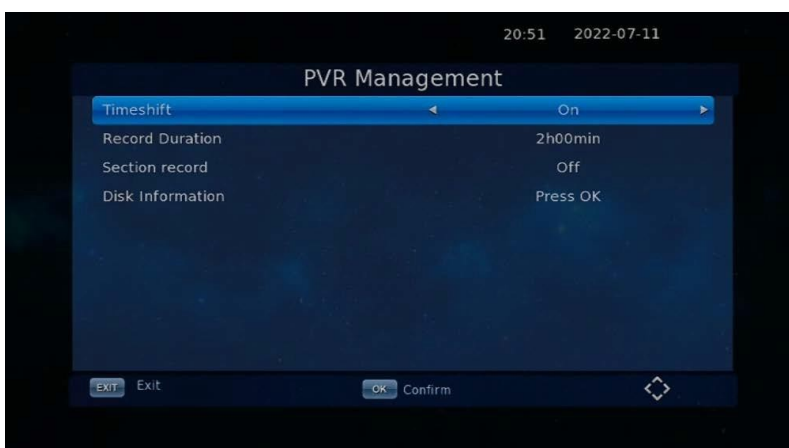 20:51 2022-07-11
PVR Management
Timeshift On
Record Duration 2h00min
Section record Off
Disk Information Press OK
EXIT Exit OK Confirm